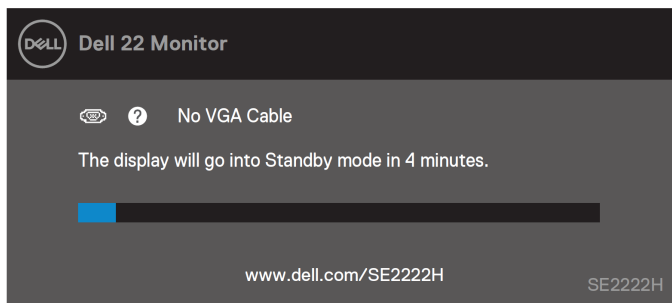 DELL Dell 22 Monitor
? No VGA Cable
The display will go into Standby mode in 4 minutes.
www.dell.com/SE2222H
SE2222H